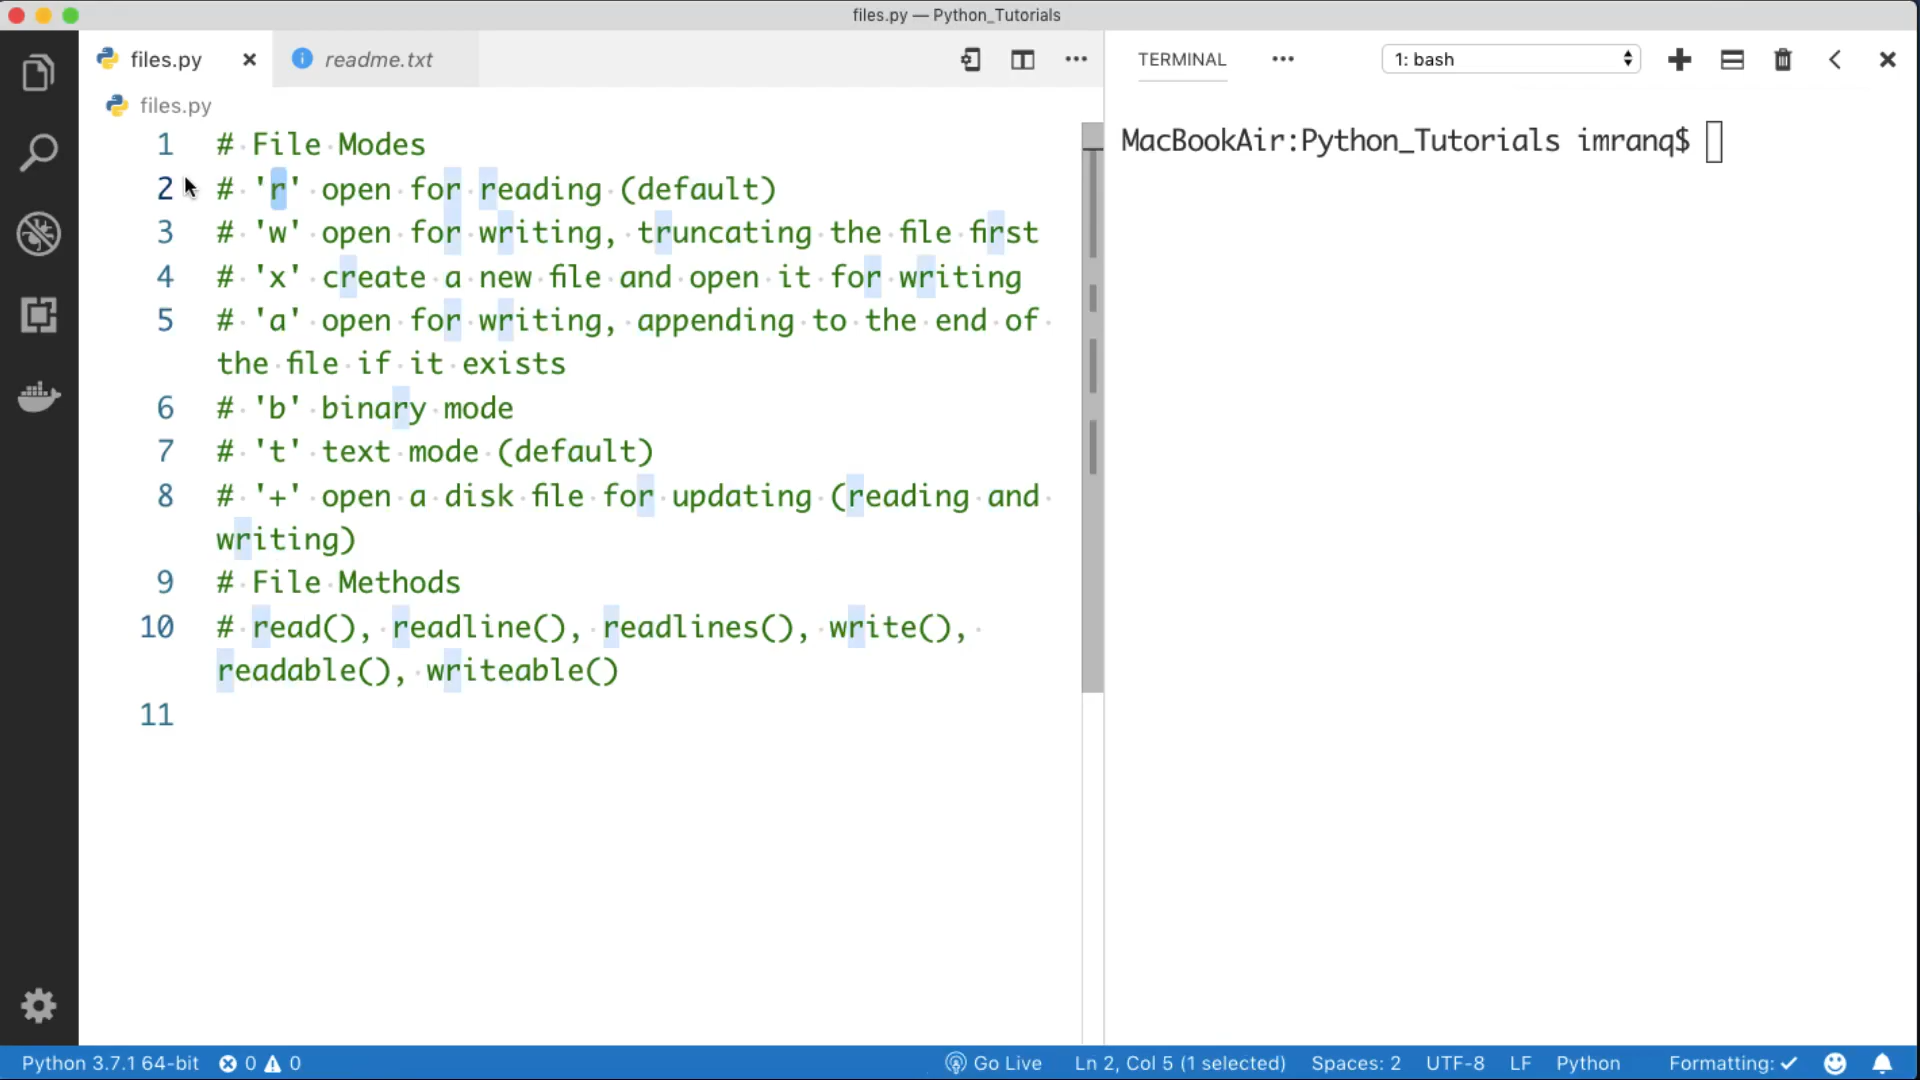 files.py — Python_Tutorials
files.py
readme.txt
TERMINAL
1: bash
files.py
MacBookAir:Python_Tutorials imranq$
1 # File Modes
2 # 'r' open for reading (default)
3 # 'w' open for writing, truncating the file first
4 # 'x' create a new file and open it for writing
5 # 'a' open for writing, appending to the end of
the file if it exists
6 # 'b' binary mode
7 # 't' text mode (default)
8 # '+' open a disk file for updating (reading and
writing)
9 # File Methods
10 # read(), readline(), readlines(), write(),
readable(), writeable()
11
Python 3.7.1 64-bit 0 0 Go Live Ln 2, Col 5 (1 selected) Spaces: 2 UTF-8 LF Python Formatting: ✓